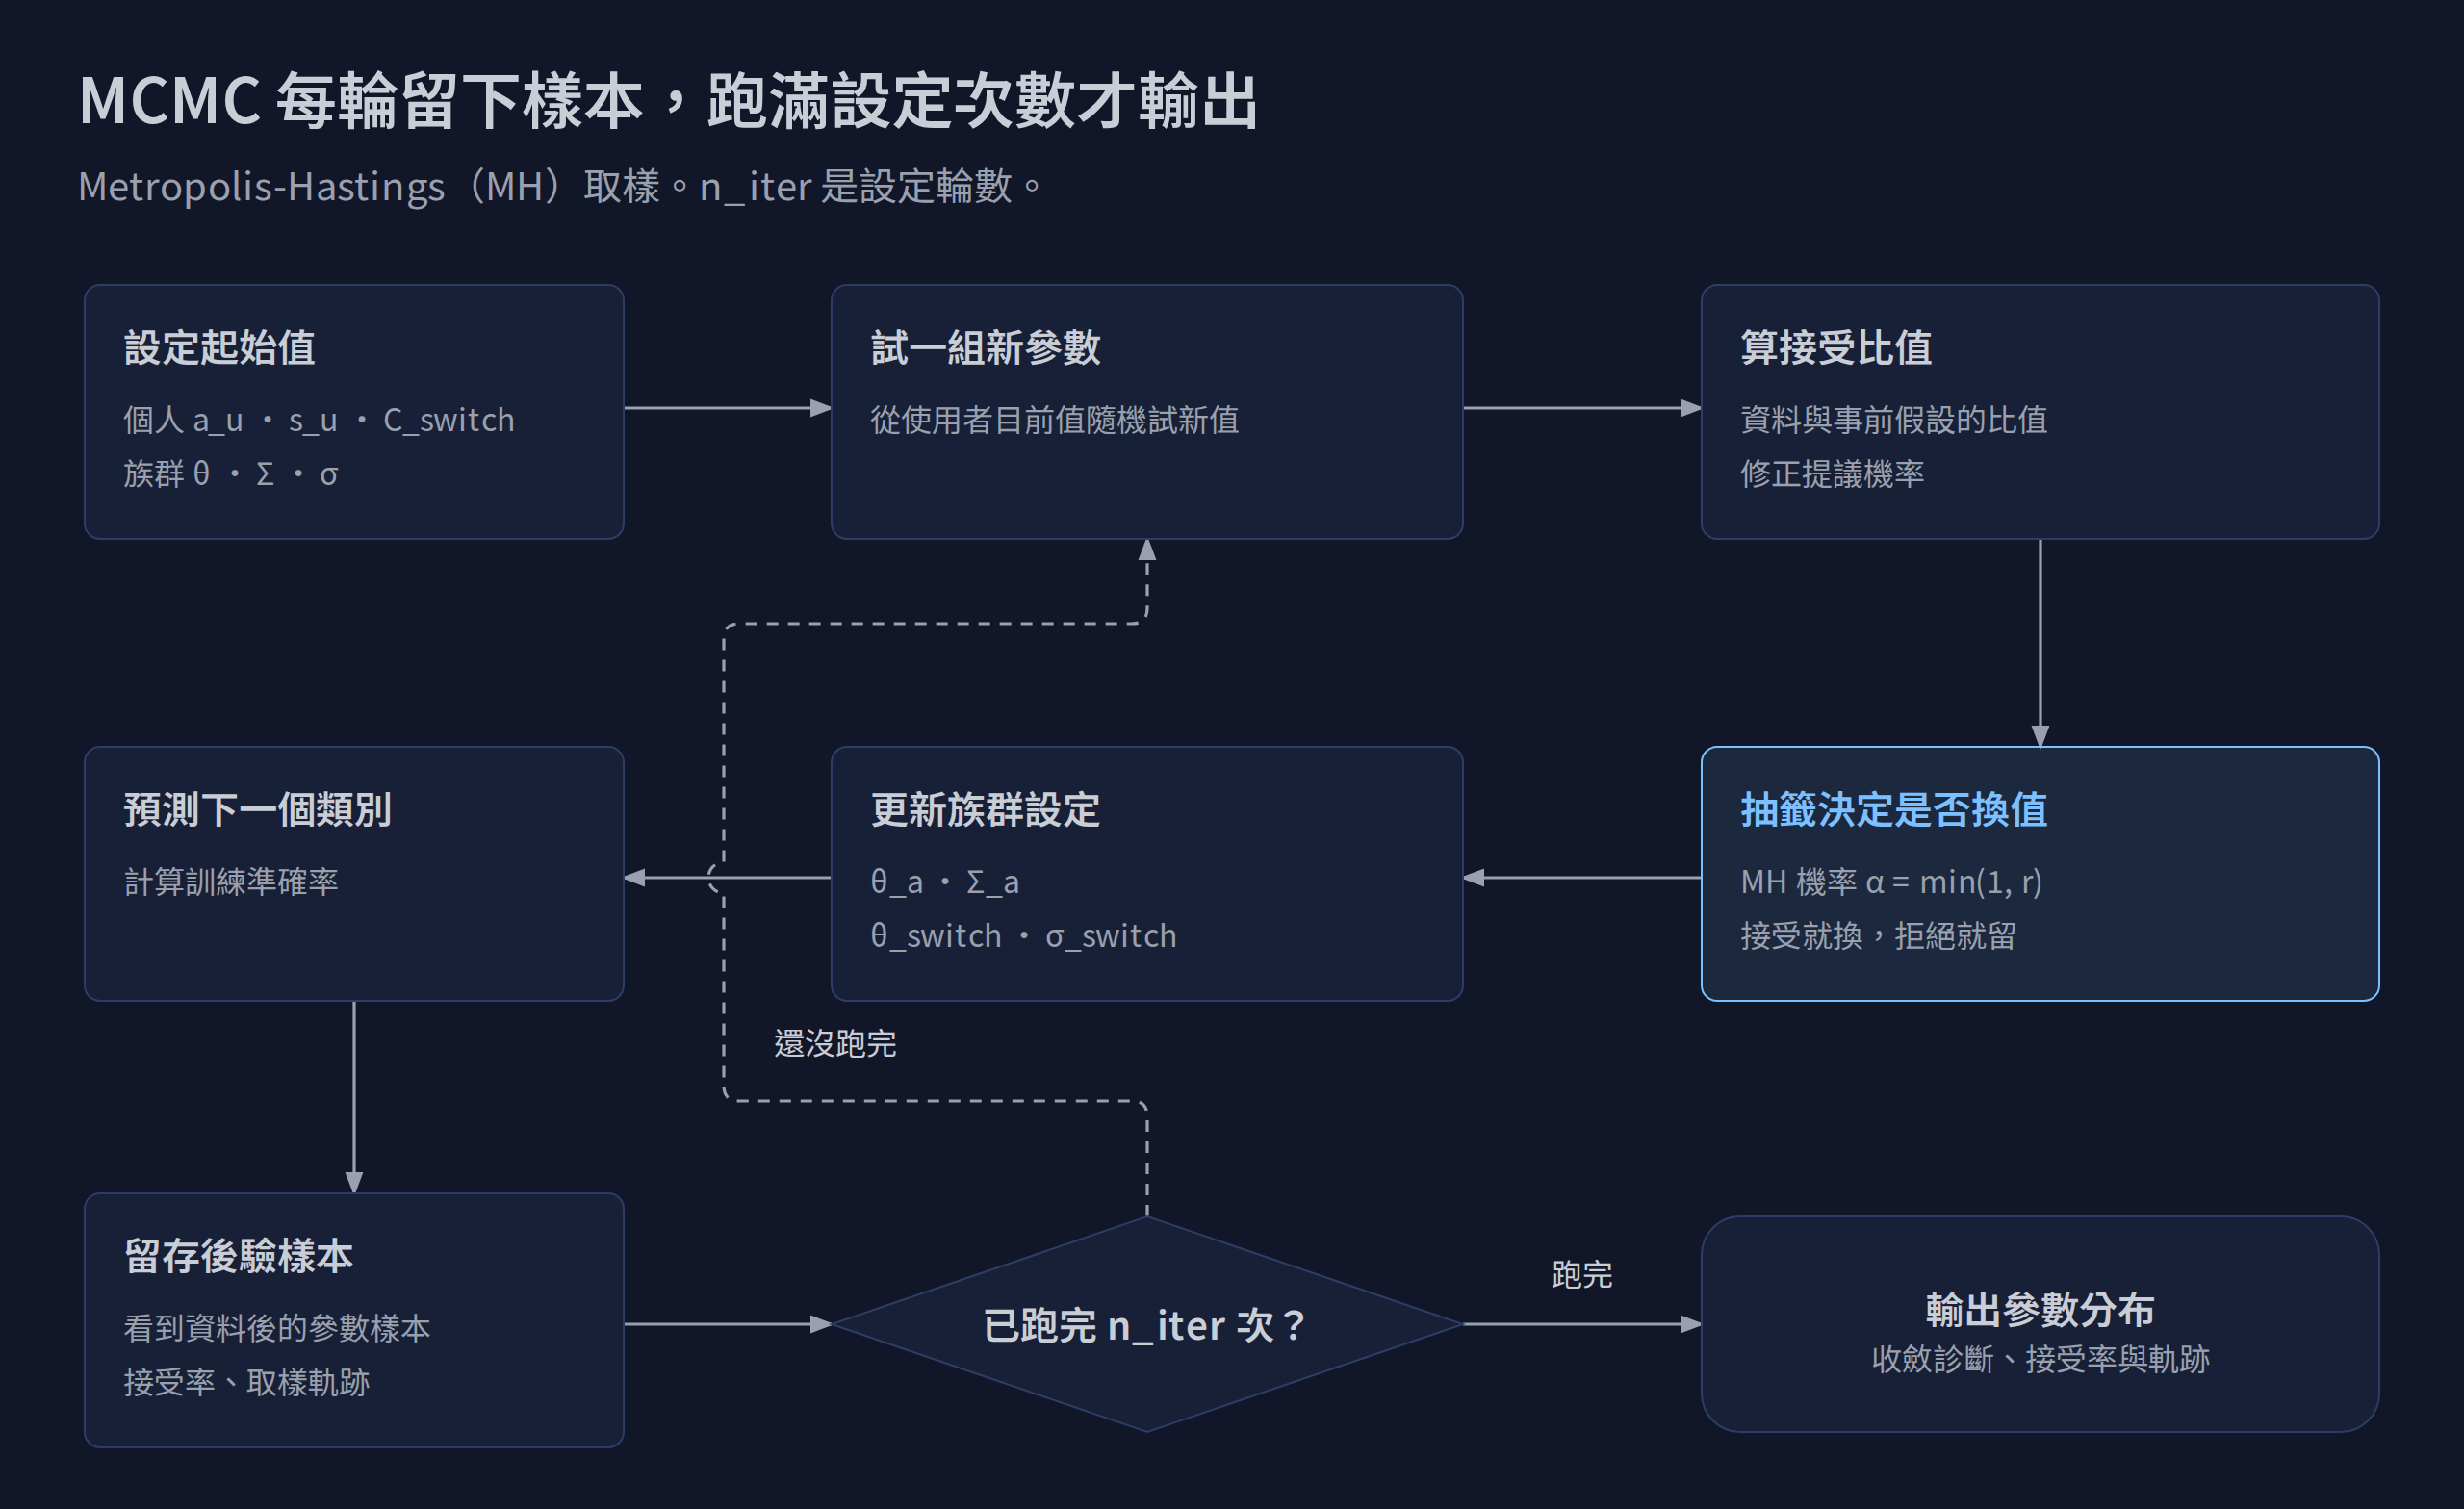 MCMC 每輪留下樣本，跑滿設定次數才輸出
Metropolis-Hastings（MH）取樣。n_iter 是設定輪數。
設定起始值
個人 a_u · s_u · C_switch
族群 θ · Σ · σ
試一組新參數
從使用者目前值隨機試新值
算接受比值
資料與事前假設的比值
修正提議機率
預測下一個類別
計算訓練準確率
更新族群設定
θ_a · Σ_a
θ_switch · σ_switch
抽籤決定是否換值
MH 機率 α = min(1, r)
接受就換，拒絕就留
還沒跑完
留存後驗樣本
看到資料後的參數樣本
接受率、取樣軌跡
已跑完 n_iter 次？
跑完
輸出參數分布
收斂診斷、接受率與軌跡